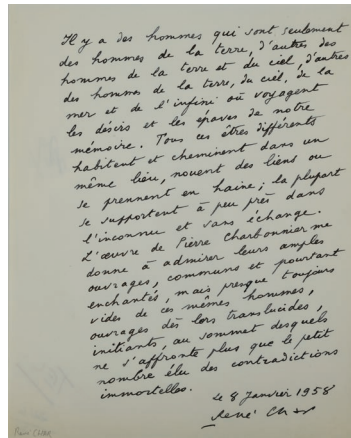 Il y a des hommes qui sont seulement
des hommes de la terre, d'autres des
hommes de la terre et du ciel, d'autres
des hommes de la terre, du ciel, de la
mer et de l'infini où voyagent
les désirs et les épaves de notre
mémoire. Tous ces êtres différents
habitent et cheminent dans un
même lieu, nouent des liens ou
se prennent en haine ; la plupart
se supportent à peu près dans
l'inconnu et sans échange.
L'œuvre de Pierre Charbonnier me
donne à admirer leurs amples
ouvrages, communs et pourtant
enchantés, mais presque toujours
vides de ces mêmes hommes,
ouvrages dès lors translucides,
initiants, au sommet desquels
ne s'affronte plus que le petit
nombre élu des contradictions
immortelles.
Le 8 Janvier 1958
René Char